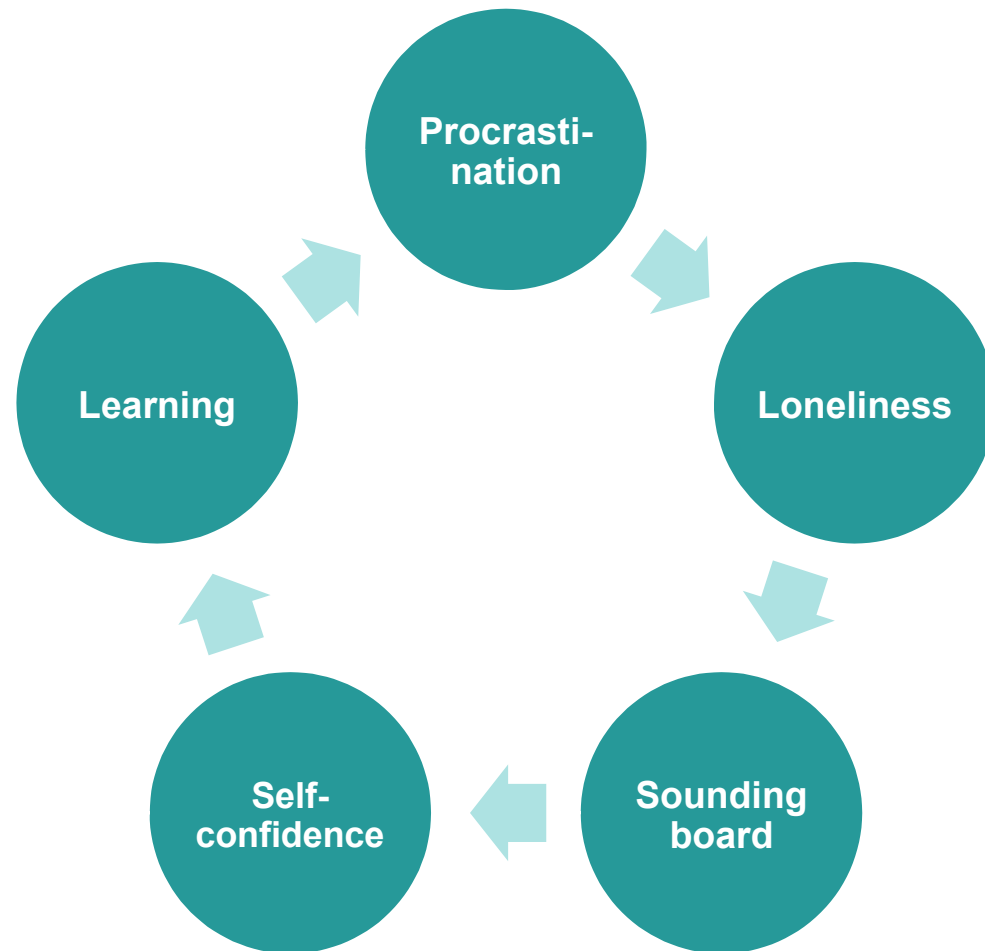 Procrasti-
nation
Loneliness
Sounding
board
Self-
confidence
Learning